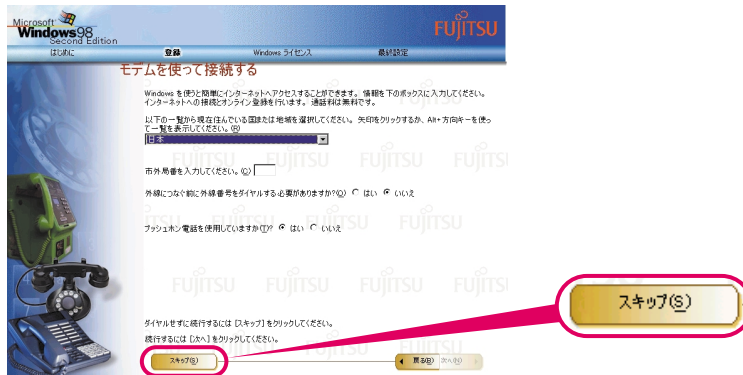 Microsoft
Windows98
Second Edition
FUJITSU
はじめに 登録 Windows ライセンス 最終設定
モデムを使って接続する
Windows を使うと簡単にインターネットへアクセスすることができます。 情報を下のボックスに入力してください。
インターネットへの接続とオンライン登録を行います。 通話料は無料です。
以下の一覧から現在住んでいる国または地域を選択してください。 矢印をクリックするか、Alt+方向キーを使っ
て一覧を表示してください。(R)
日本
市外局番を入力してください。(C)
外線につなぐ前に外線番号をダイヤルする必要がありますか?(O) はい いいえ
プッシュホン電話を使用していますか(T)? はい いいえ
ダイヤルせずに続行するには [スキップ] をクリックしてください。
続行するには [次へ] をクリックしてください。
スキップ(S) 戻る(B) 次へ(N)
スキップ(S)